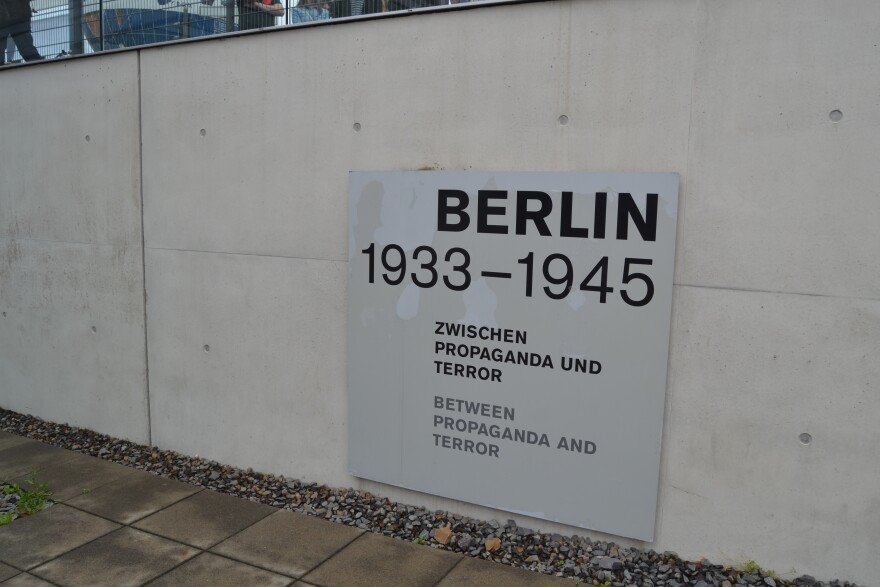 BERLIN
1933–1945
ZWISCHEN
PROPAGANDA UND
TERROR
BETWEEN
PROPAGANDA AND
TERROR